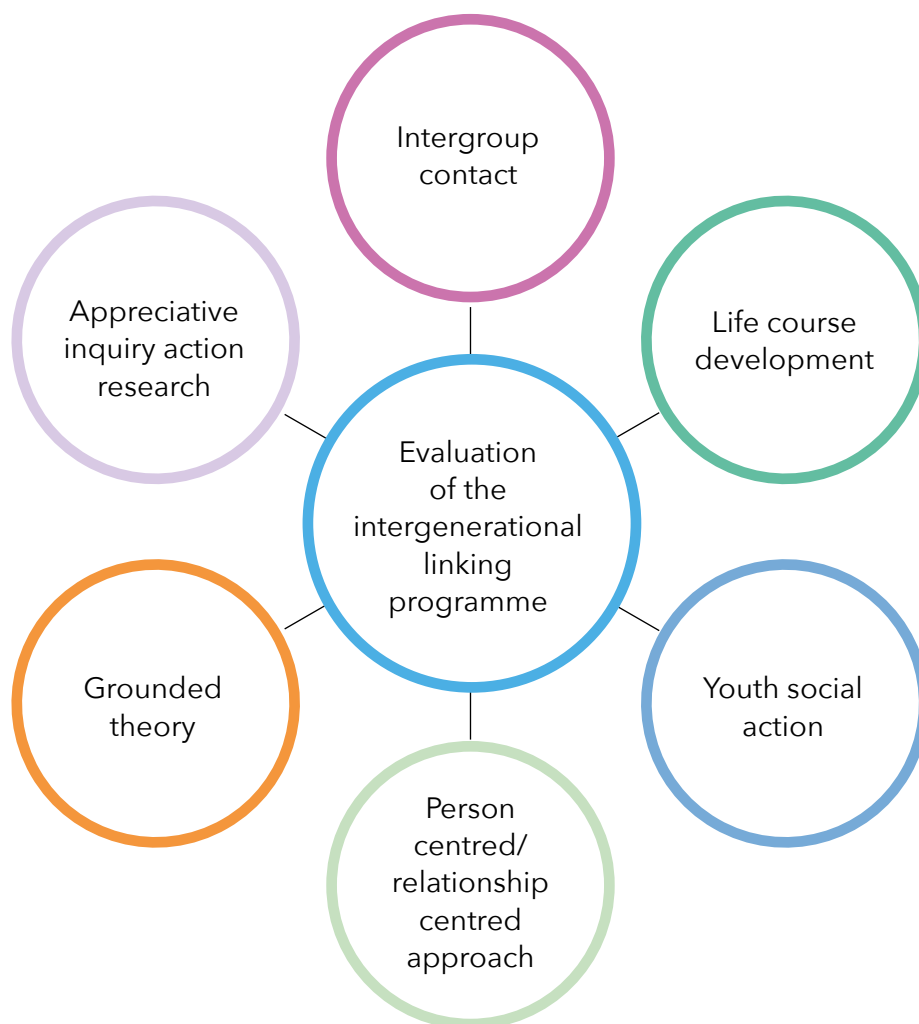 Intergroup
contact
Appreciative
inquiry action
research
Life course
development
Evaluation
of the
intergenerational
linking
programme
Grounded
theory
Youth social
action
Person
centred/
relationship
centred
approach